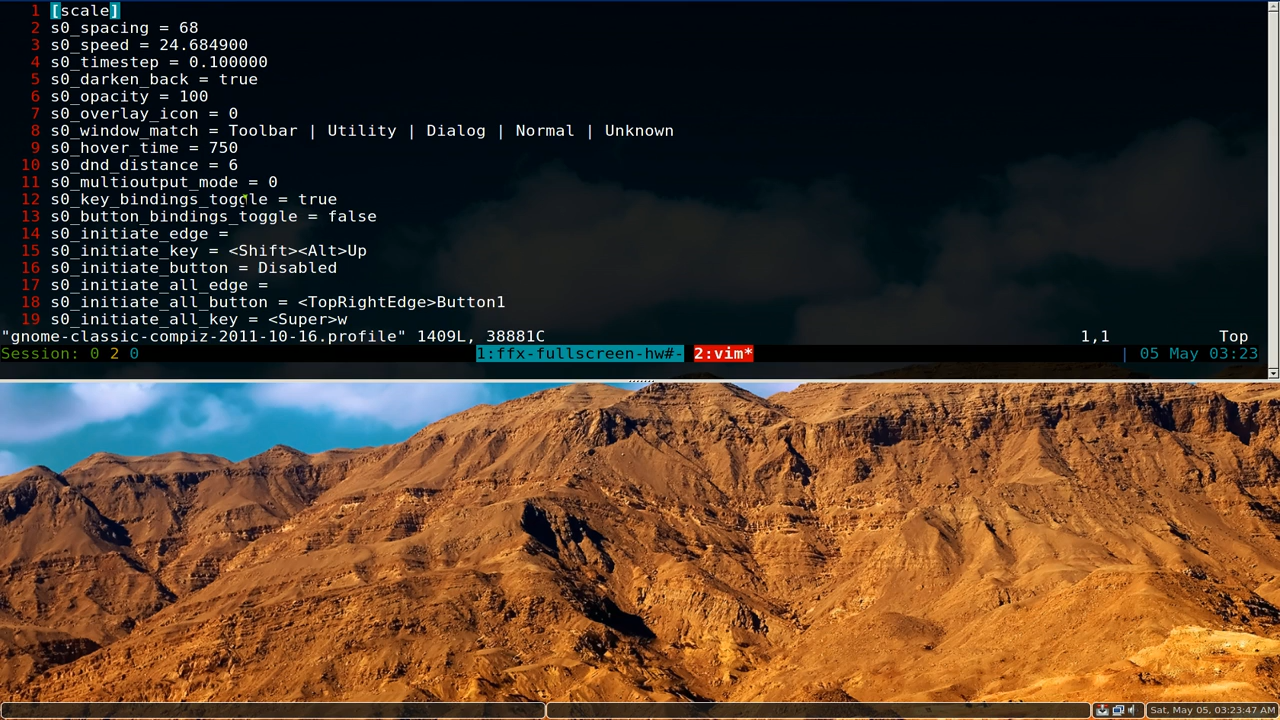 1 [scale]
2 s0_spacing = 68
3 s0_speed = 24.684900
4 s0_timestep = 0.100000
5 s0_darken_back = true
6 s0_opacity = 100
7 s0_overlay_icon = 0
8 s0_window_match = Toolbar | Utility | Dialog | Normal | Unknown
9 s0_hover_time = 750
10 s0_dnd_distance = 6
11 s0_multioutput_mode = 0
12 s0_key_bindings_toggle = true
13 s0_button_bindings_toggle = false
14 s0_initiate_edge =
15 s0_initiate_key = <Shift><Alt>Up
16 s0_initiate_button = Disabled
17 s0_initiate_all_edge =
18 s0_initiate_all_button = <TopRightEdge>Button1
19 s0_initiate_all_key = <Super>w
"gnome-classic-compiz-2011-10-16.profile" 1409L, 38881C 1,1 Top
Session: 0 2 0 1:ffx-fullscreen-hw#- 2:vim* | 05 May 03:23
Sat, May 05, 03:23:47 AM